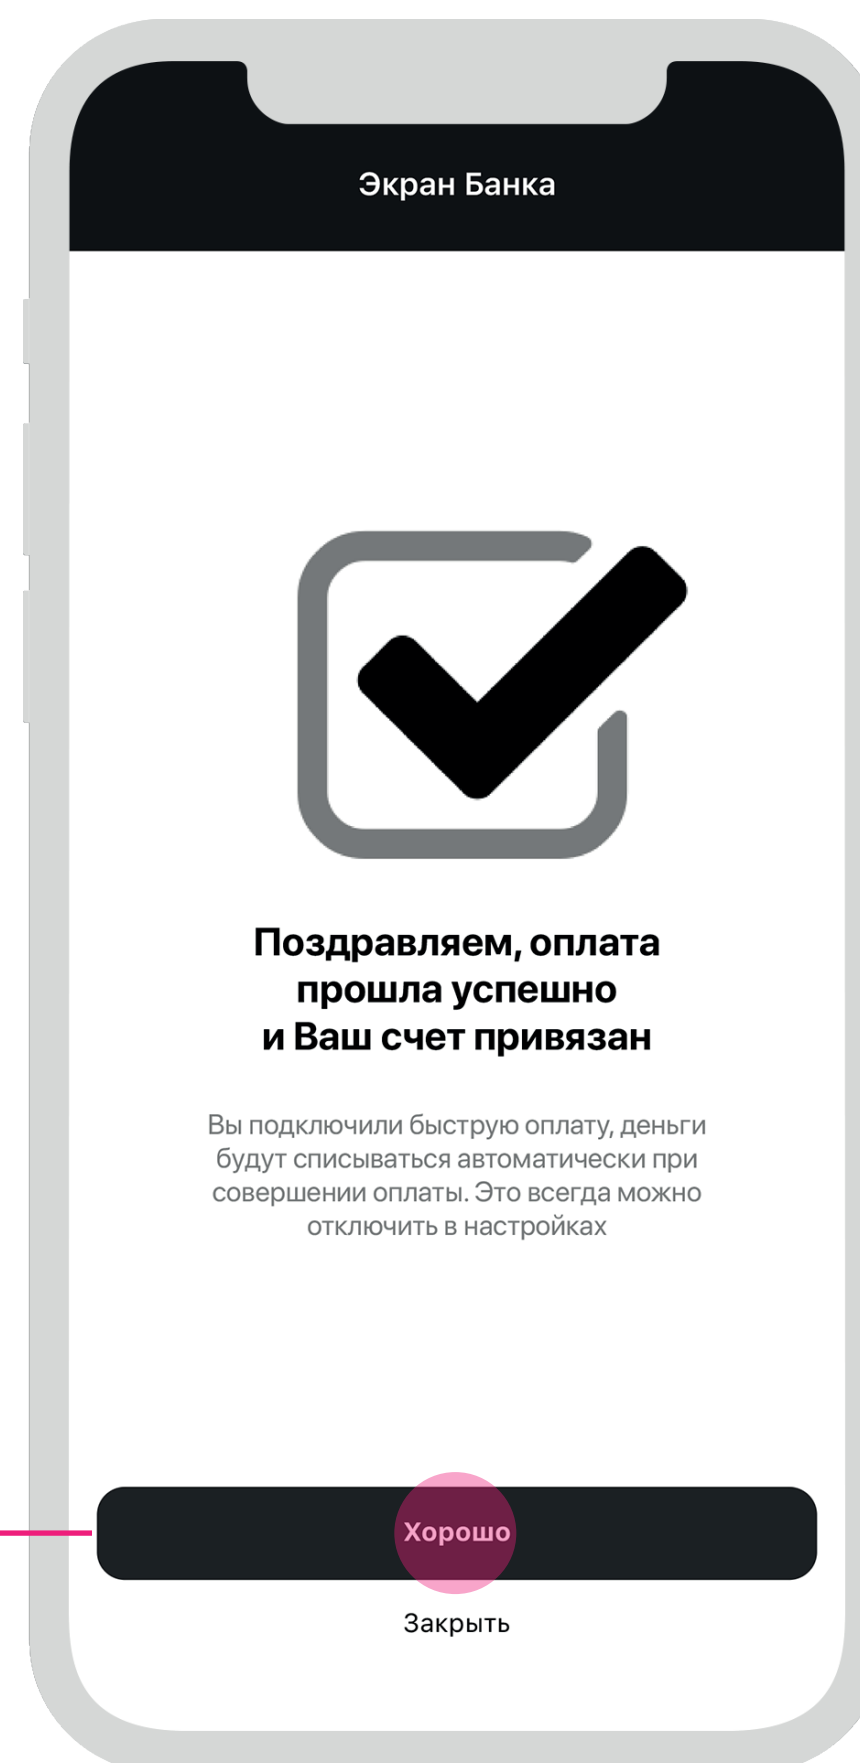 Экран Банка
Поздравляем, оплата
прошла успешно
и Ваш счет привязан
Вы подключили быструю оплату, деньги
будут списываться автоматически при
совершении оплаты. Это всегда можно
отключить в настройках
Хорошо
Закрыть